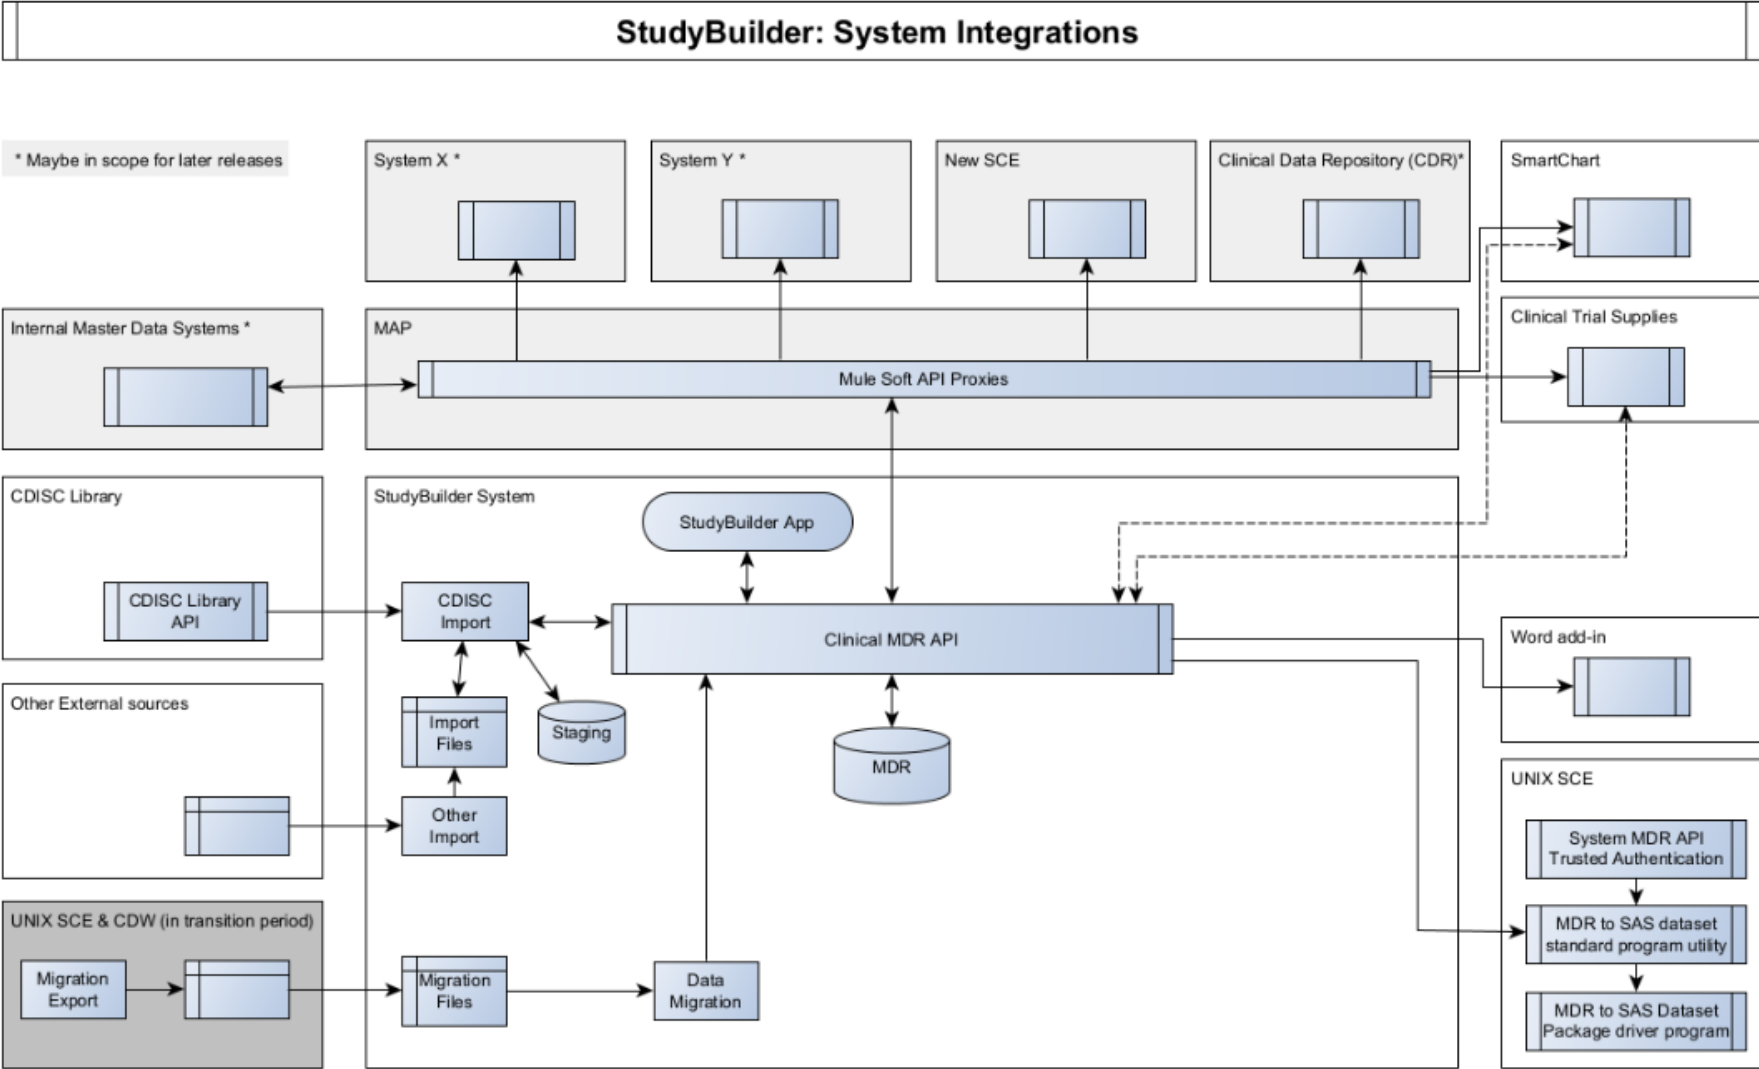 StudyBuilder: System Integrations
* Maybe in scope for later releases
System X *
System Y *
New SCE
Clinical Data Repository (CDR)*
SmartChart
Internal Master Data Systems *
MAP
Mule Soft API Proxies
Clinical Trial Supplies
CDISC Library
CDISC Library
API
StudyBuilder System
StudyBuilder App
CDISC
Import
Clinical MDR API
Word add-in
Other External sources
Import
Files
Staging
MDR
Other
Import
UNIX SCE
System MDR API
Trusted Authentication
MDR to SAS dataset
standard program utility
MDR to SAS Dataset
Package driver program
UNIX SCE & CDW (in transition period)
Migration
Export
Migration
Files
Data
Migration